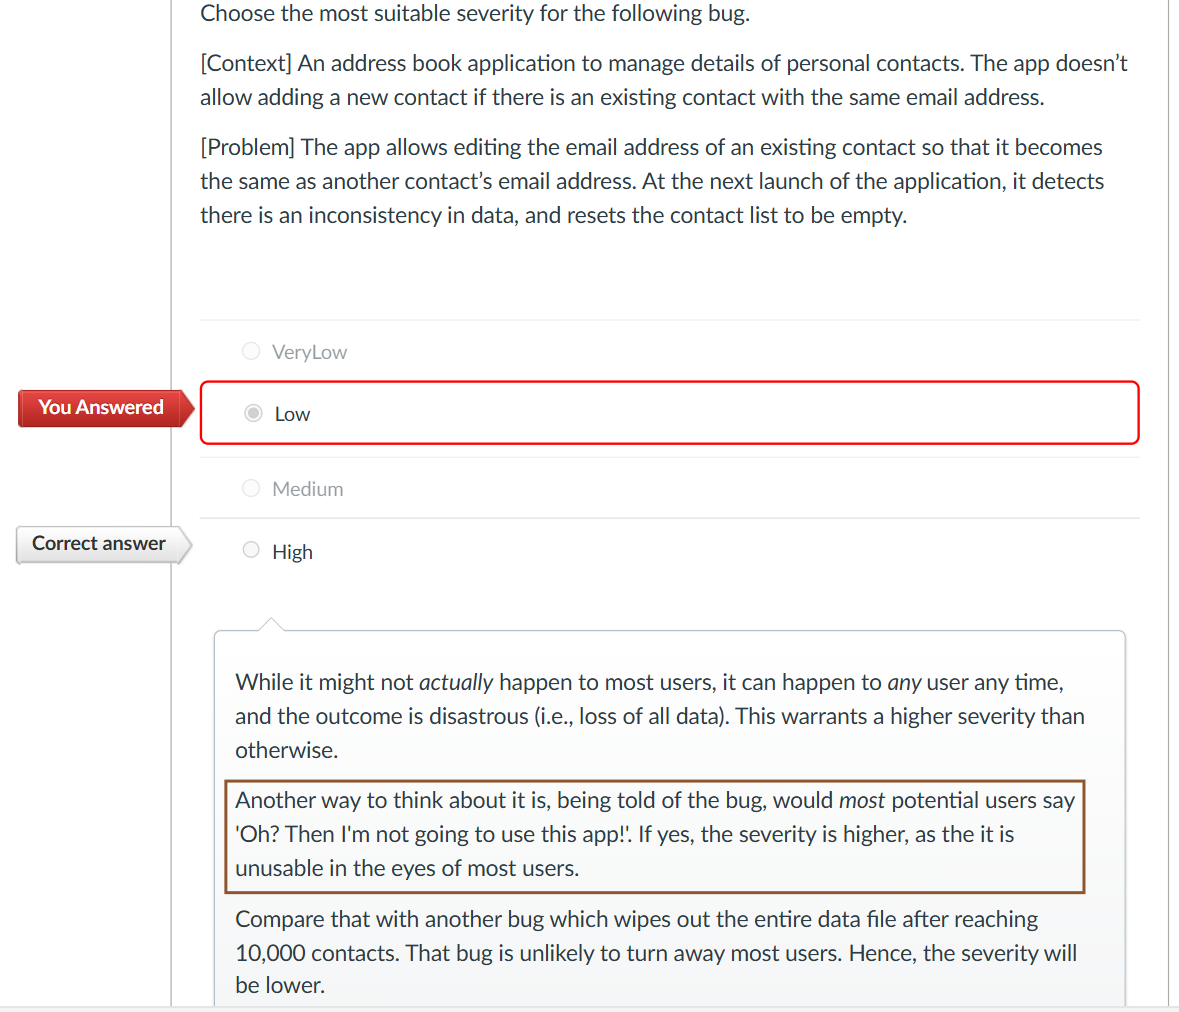 Choose the most suitable severity for the following bug.
[Context] An address book application to manage details of personal contacts. The app doesn't
allow adding a new contact if there is an existing contact with the same email address.
[Problem] The app allows editing the email address of an existing contact so that it becomes
the same as another contact's email address. At the next launch of the application, it detects
there is an inconsistency in data, and resets the contact list to be empty.
VeryLow
You Answered
Low
Medium
Correct answer
High
While it might not actually happen to most users, it can happen to any user any time,
and the outcome is disastrous (i.e., loss of all data). This warrants a higher severity than
otherwise.
Another way to think about it is, being told of the bug, would most potential users say
'Oh? Then I'm not going to use this app!'. If yes, the severity is higher, as the it is
unusable in the eyes of most users.
Compare that with another bug which wipes out the entire data file after reaching
10,000 contacts. That bug is unlikely to turn away most users. Hence, the severity will
be lower.